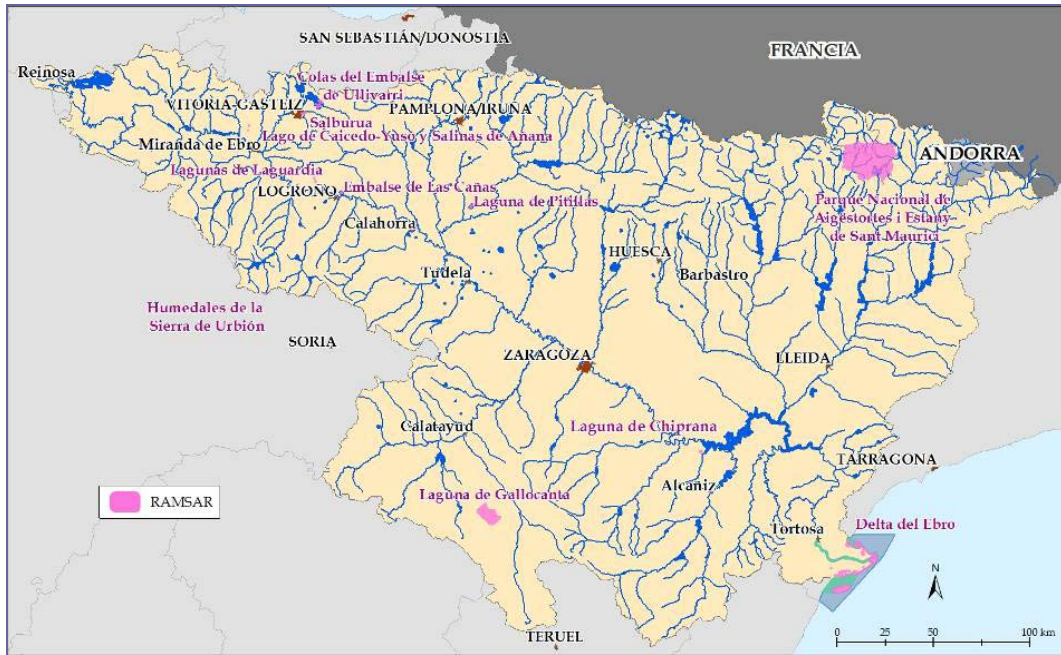 SAN SEBASTIÁN/DONOSTIA
FRANCIA
Reinosa
Colas del Embalse
de Ullivarri
VITORIA-GASTEIZ
PAMPLONA/IRUÑA
Salburua
Lago de Caicedo-Yuso y Salinas de Añana
Miranda de Ebro
ANDORRA
Lagunas de Laguardia
LOGROÑO
Embalse de Las Cañas
Laguna de Pitillas
Parque Nacional de
Aigëstortes i Estany
de Sant Maurici
Calahorra
HUESCA
Barbastro
Tudela
Humedales de la
Sierra de Urbión
SORIA
ZARAGOZA
LLEIDA
Calatayud
Laguna de Chiprana
TARRAGONA
Alcañiz
Laguna de Gallocanta
RAMSAR
Tortosa
Delta del Ebro
N
TERUEL
0 25 50 100 km